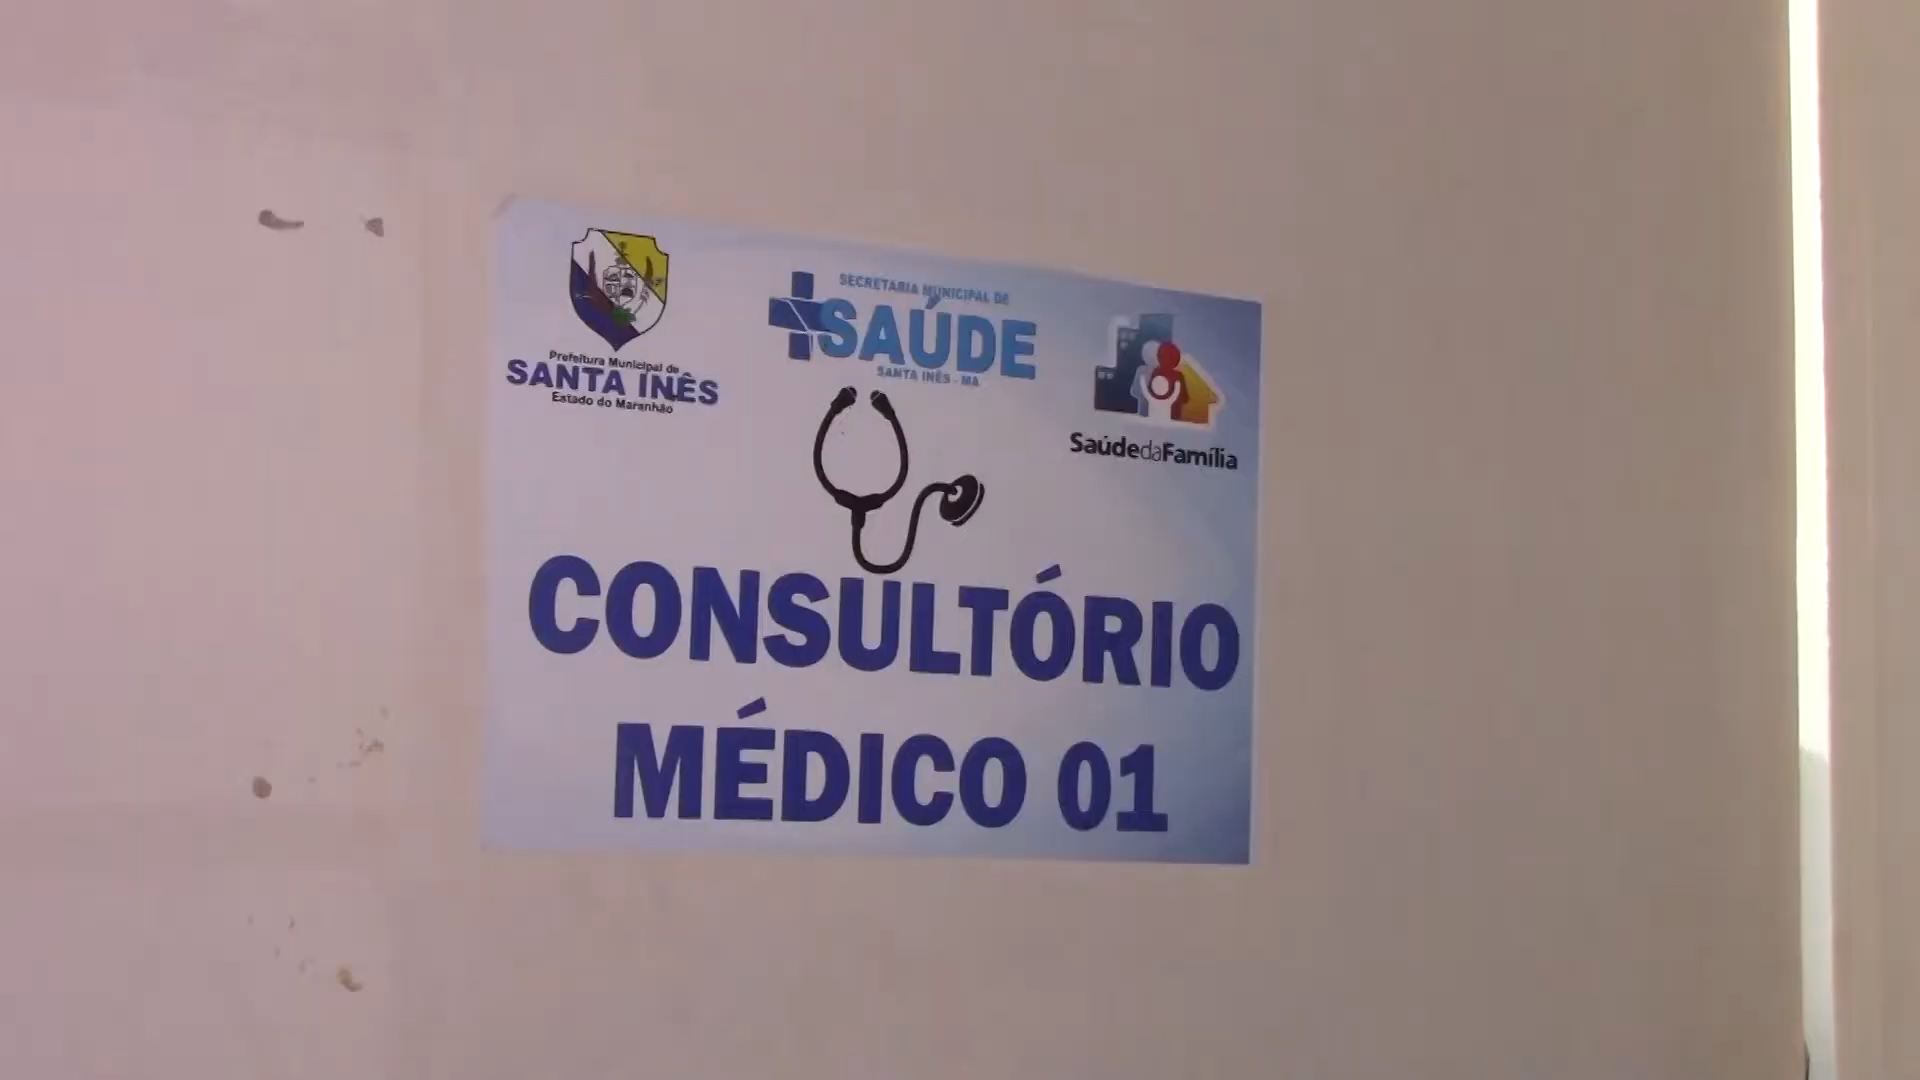 Prefeitura Municipal de
SANTA INÊS
Estado do Maranhão
SECRETARIA MUNICIPAL DE
SAÚDE
SANTA INÊS - MA
SaúdedaFamília
CONSULTÓRIO
MÉDICO 01